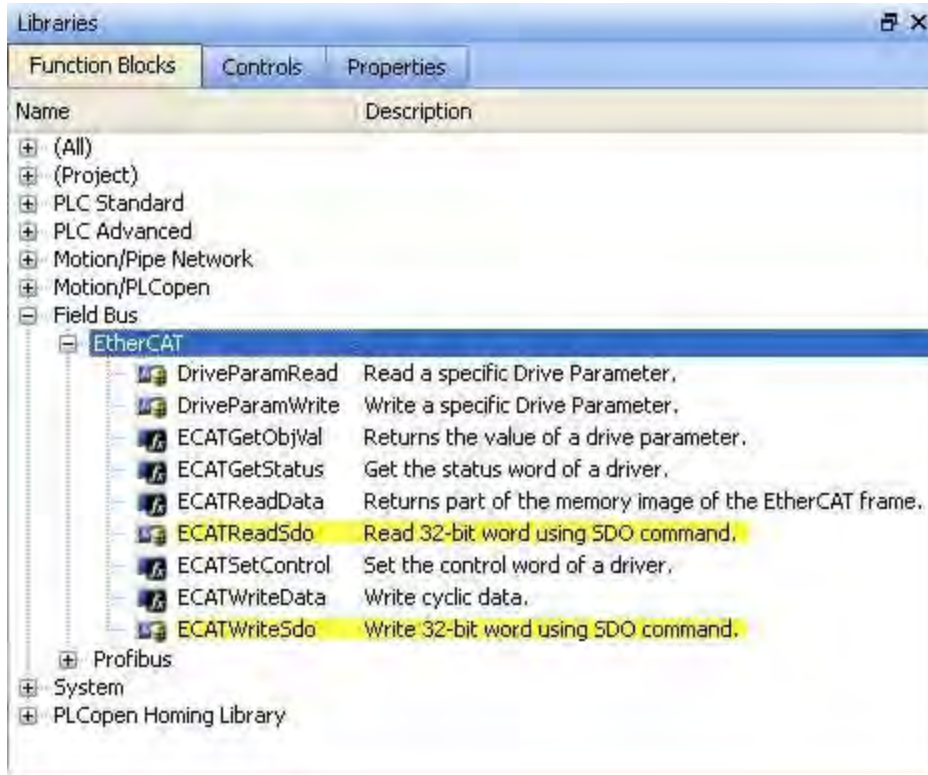 Libraries
Function Blocks Controls Properties
Name Description
(All)
(Project)
PLC Standard
PLC Advanced
Motion/Pipe Network
Motion/PLCopen
Field Bus
EtherCAT
DriveParamRead Read a specific Drive Parameter.
DriveParamWrite Write a specific Drive Parameter.
ECATGetObjVal Returns the value of a drive parameter.
ECATGetStatus Get the status word of a driver.
ECATReadData Returns part of the memory image of the EtherCAT frame.
ECATReadSdo Read 32-bit word using SDO command.
ECATSetControl Set the control word of a driver.
ECATWriteData Write cyclic data.
ECATWriteSdo Write 32-bit word using SDO command.
Profibus
System
PLCopen Homing Library